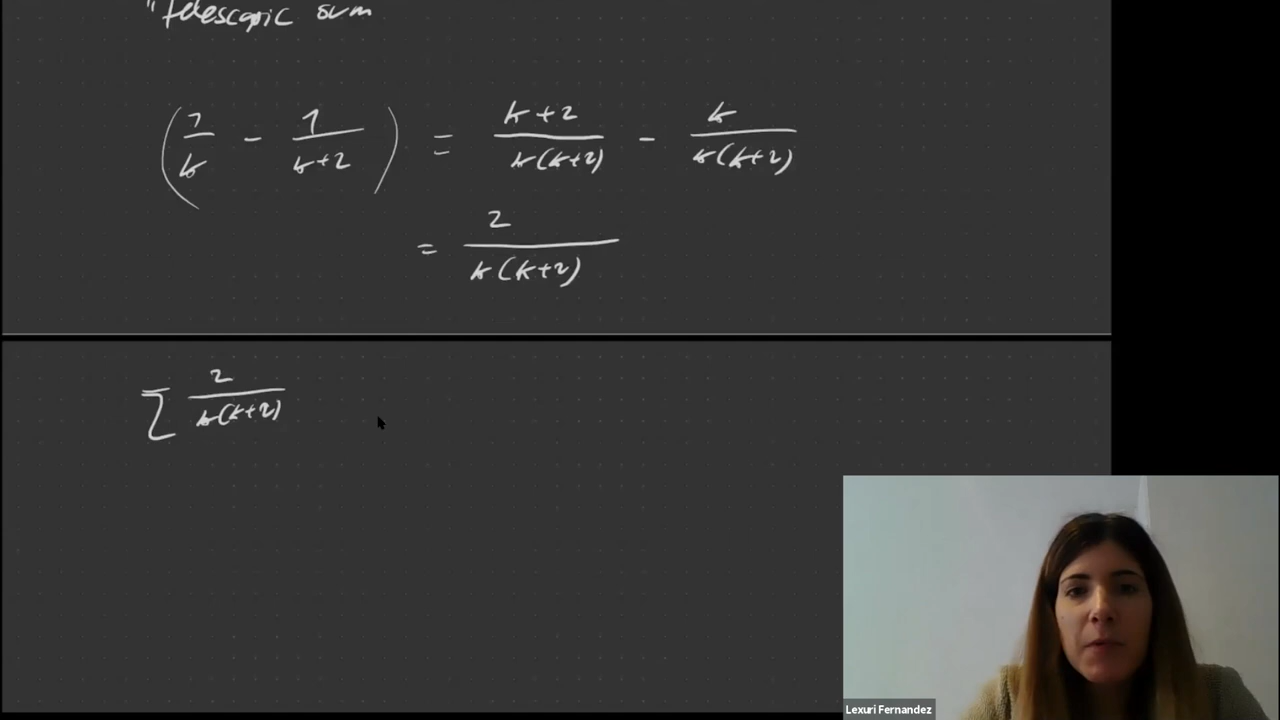 "Telescopic sum
( 1/k - 1/(k+2) ) = (k+2)/(k(k+2)) - k/(k(k+2))
= 2/(k(k+2))
∑ 2/(k(k+2))
Lexuri Fernandez